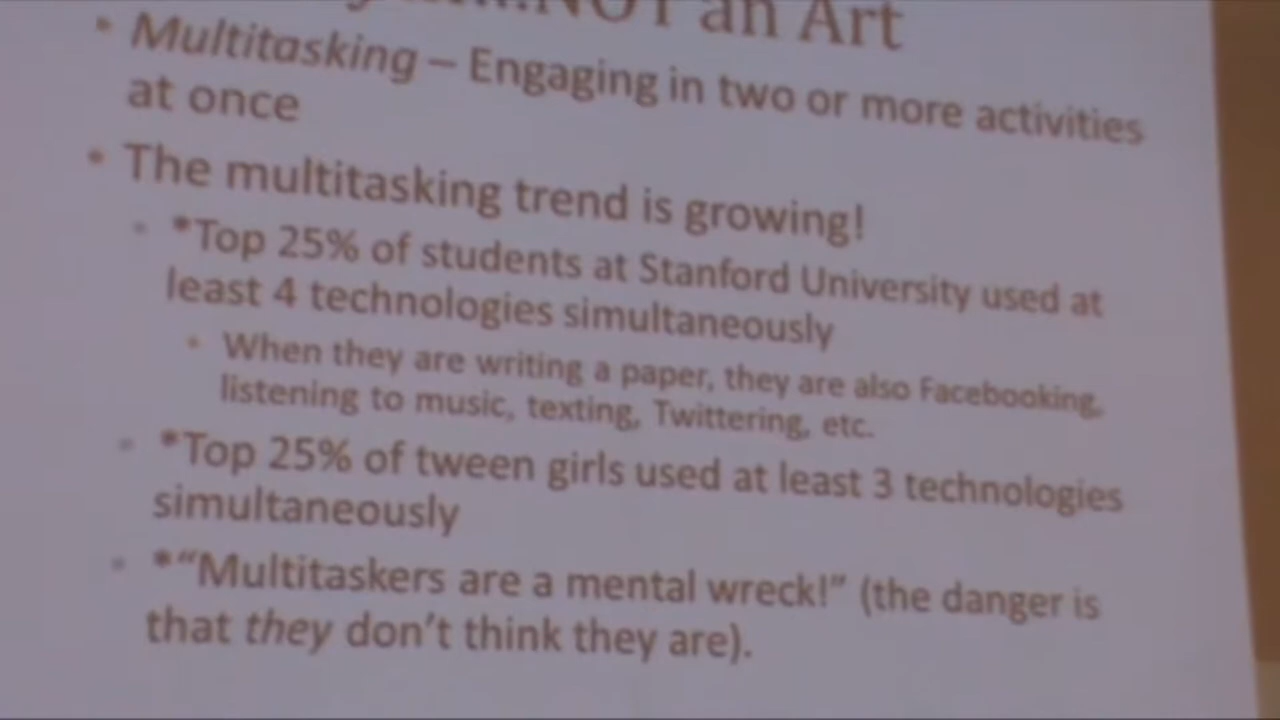 NOT an Art
• Multitasking – Engaging in two or more activities
at once
• The multitasking trend is growing!
• *Top 25% of students at Stanford University used at
least 4 technologies simultaneously
• When they are writing a paper, they are also Facebooking,
listening to music, texting, Twittering, etc.
• *Top 25% of tween girls used at least 3 technologies
simultaneously
• *“Multitaskers are a mental wreck!” (the danger is
that they don’t think they are).